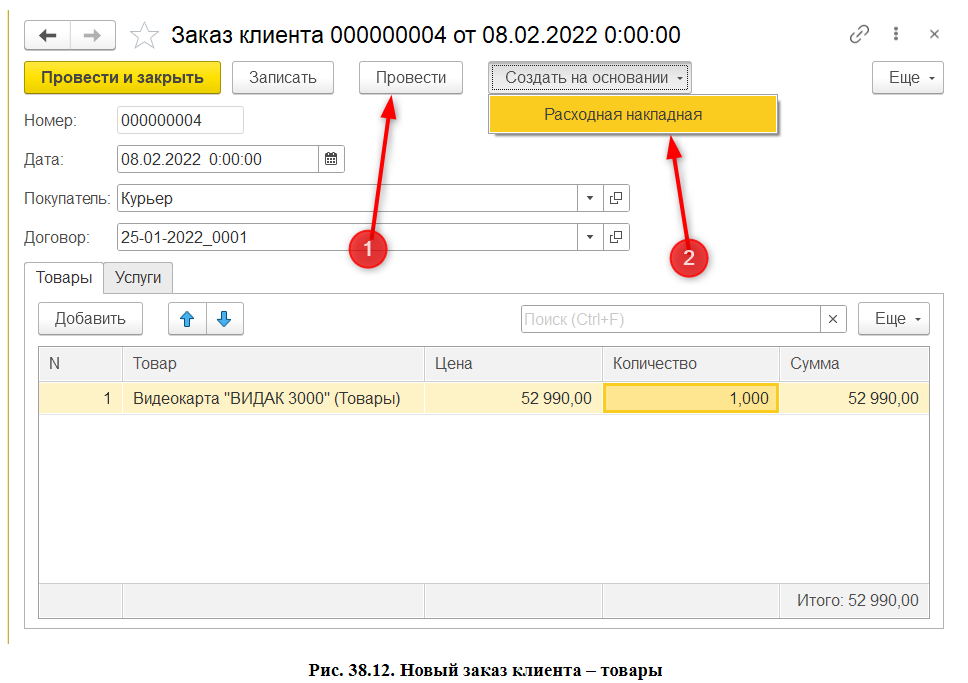 Заказ клиента 000000004 от 08.02.2022 0:00:00
Провести и закрыть Записать Провести Создать на основании Еще
Расходная накладная
Номер: 000000004
Дата: 08.02.2022 0:00:00
Покупатель: Курьер
Договор: 25-01-2022_0001
1
2
Товары Услуги
Добавить Поиск (Ctrl+F) Еще
N Товар Цена Количество Сумма
1 Видеокарта "ВИДАК 3000" (Товары) 52 990,00 1,000 52 990,00
Итого: 52 990,00
Рис. 38.12. Новый заказ клиента – товары